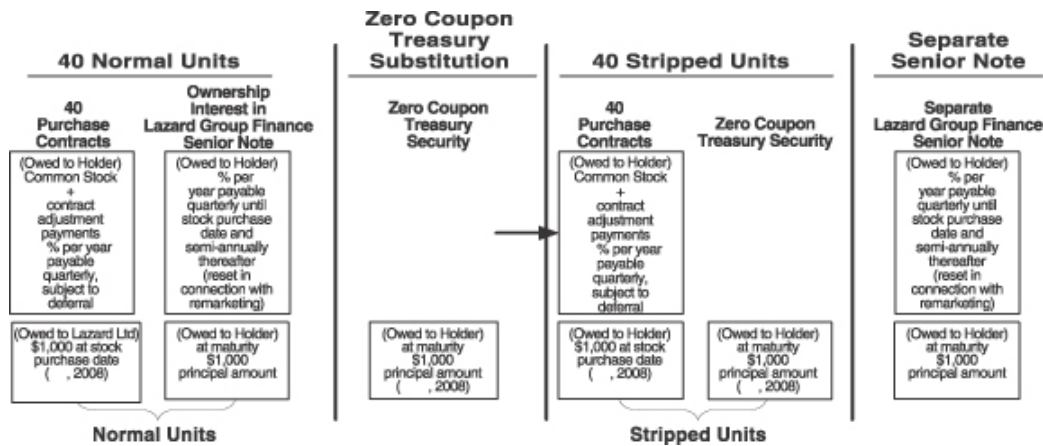 40 Normal Units
40
Purchase
Contracts
(Owed to Holder)
Common Stock
+
contract
adjustment
payments
% per year
payable
quarterly,
subject to
deferral
(Owed to Lazard Ltd)
$1,000 at stock
purchase date
( , 2008)
Ownership
Interest in
Lazard Group Finance
Senior Note
(Owed to Holder)
% per
year payable
quarterly until
stock purchase
date and
semi-annually
thereafter
(reset in
connection with
remarketing)
(Owed to Holder)
at maturity
$1,000
principal amount
Normal Units
Zero Coupon
Treasury
Substitution
Zero Coupon
Treasury
Security
(Owed to Holder)
at maturity
$1,000
principal amount
( , 2008)
40 Stripped Units
40
Purchase
Contracts
(Owed to Holder)
Common Stock
+
contract
adjustment
payments
% per year
payable
quarterly,
subject to
deferral
(Owed to Holder)
$1,000 at stock
purchase date
( , 2008)
Zero Coupon
Treasury Security
(Owed to Holder)
at maturity
$1,000
principal amount
( , 2008)
Stripped Units
Separate
Senior Note
Separate
Lazard Group Finance
Senior Note
(Owed to Holder)
% per
year payable
quarterly until
stock purchase
date and
semi-annually
thereafter
(reset in
connection with
remarketing)
(Owed to Holder)
at maturity
$1,000
principal amount